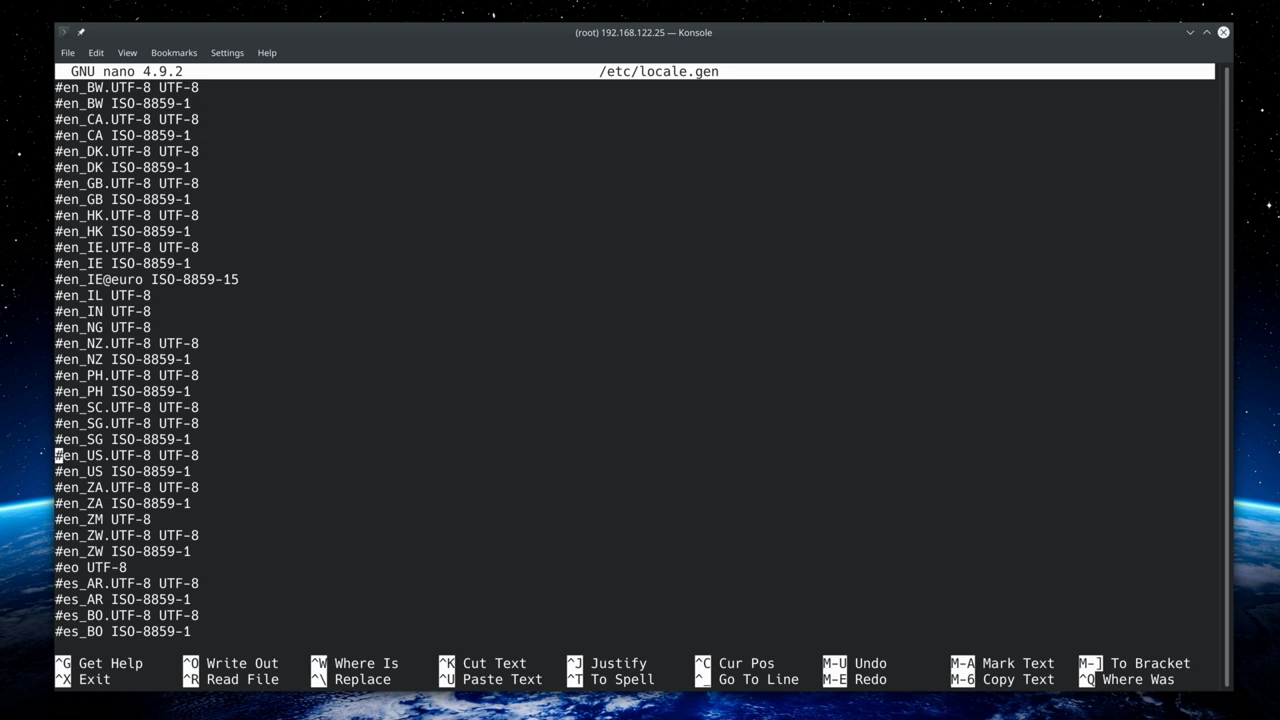 (root) 192.168.122.25 — Konsole
File Edit View Bookmarks Settings Help
GNU nano 4.9.2 /etc/locale.gen
#en_BW.UTF-8 UTF-8
#en_BW ISO-8859-1
#en_CA.UTF-8 UTF-8
#en_CA ISO-8859-1
#en_DK.UTF-8 UTF-8
#en_DK ISO-8859-1
#en_GB.UTF-8 UTF-8
#en_GB ISO-8859-1
#en_HK.UTF-8 UTF-8
#en_HK ISO-8859-1
#en_IE.UTF-8 UTF-8
#en_IE ISO-8859-1
#en_IE@euro ISO-8859-15
#en_IL UTF-8
#en_IN UTF-8
#en_NG UTF-8
#en_NZ.UTF-8 UTF-8
#en_NZ ISO-8859-1
#en_PH.UTF-8 UTF-8
#en_PH ISO-8859-1
#en_SC.UTF-8 UTF-8
#en_SG.UTF-8 UTF-8
#en_SG ISO-8859-1
#en_US.UTF-8 UTF-8
#en_US ISO-8859-1
#en_ZA.UTF-8 UTF-8
#en_ZA ISO-8859-1
#en_ZM UTF-8
#en_ZW.UTF-8 UTF-8
#en_ZW ISO-8859-1
#eo UTF-8
#es_AR.UTF-8 UTF-8
#es_AR ISO-8859-1
#es_BO.UTF-8 UTF-8
#es_BO ISO-8859-1
^G Get Help ^O Write Out ^W Where Is ^K Cut Text ^J Justify ^C Cur Pos M-U Undo M-A Mark Text M-] To Bracket
^X Exit ^R Read File ^\ Replace ^U Paste Text ^T To Spell ^_ Go To Line M-E Redo M-6 Copy Text ^Q Where Was